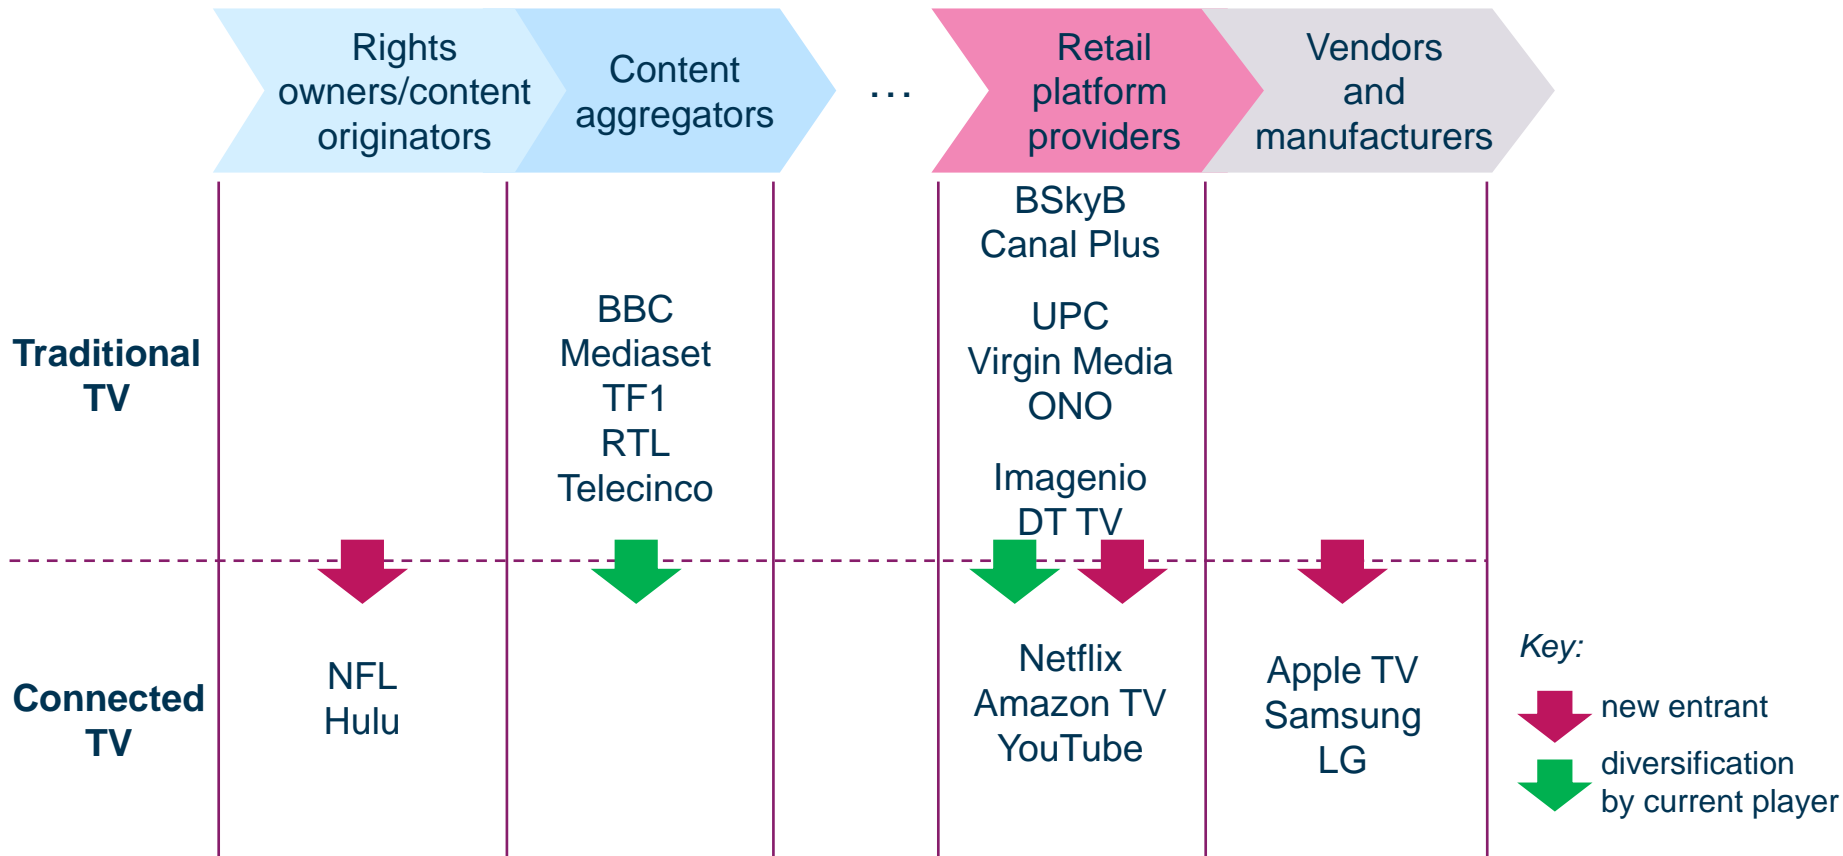 Rights
owners/content
originators
Content
aggregators
...
Retail
platform
providers
Vendors
and
manufacturers
Traditional
TV
BBC
Mediaset
TF1
RTL
Telecinco
BSkyB
Canal Plus
UPC
Virgin Media
ONO
Imagenio
DT TV
Connected
TV
NFL
Hulu
Netflix
Amazon TV
YouTube
Apple TV
Samsung
LG
Key:
new entrant
diversification
by current player